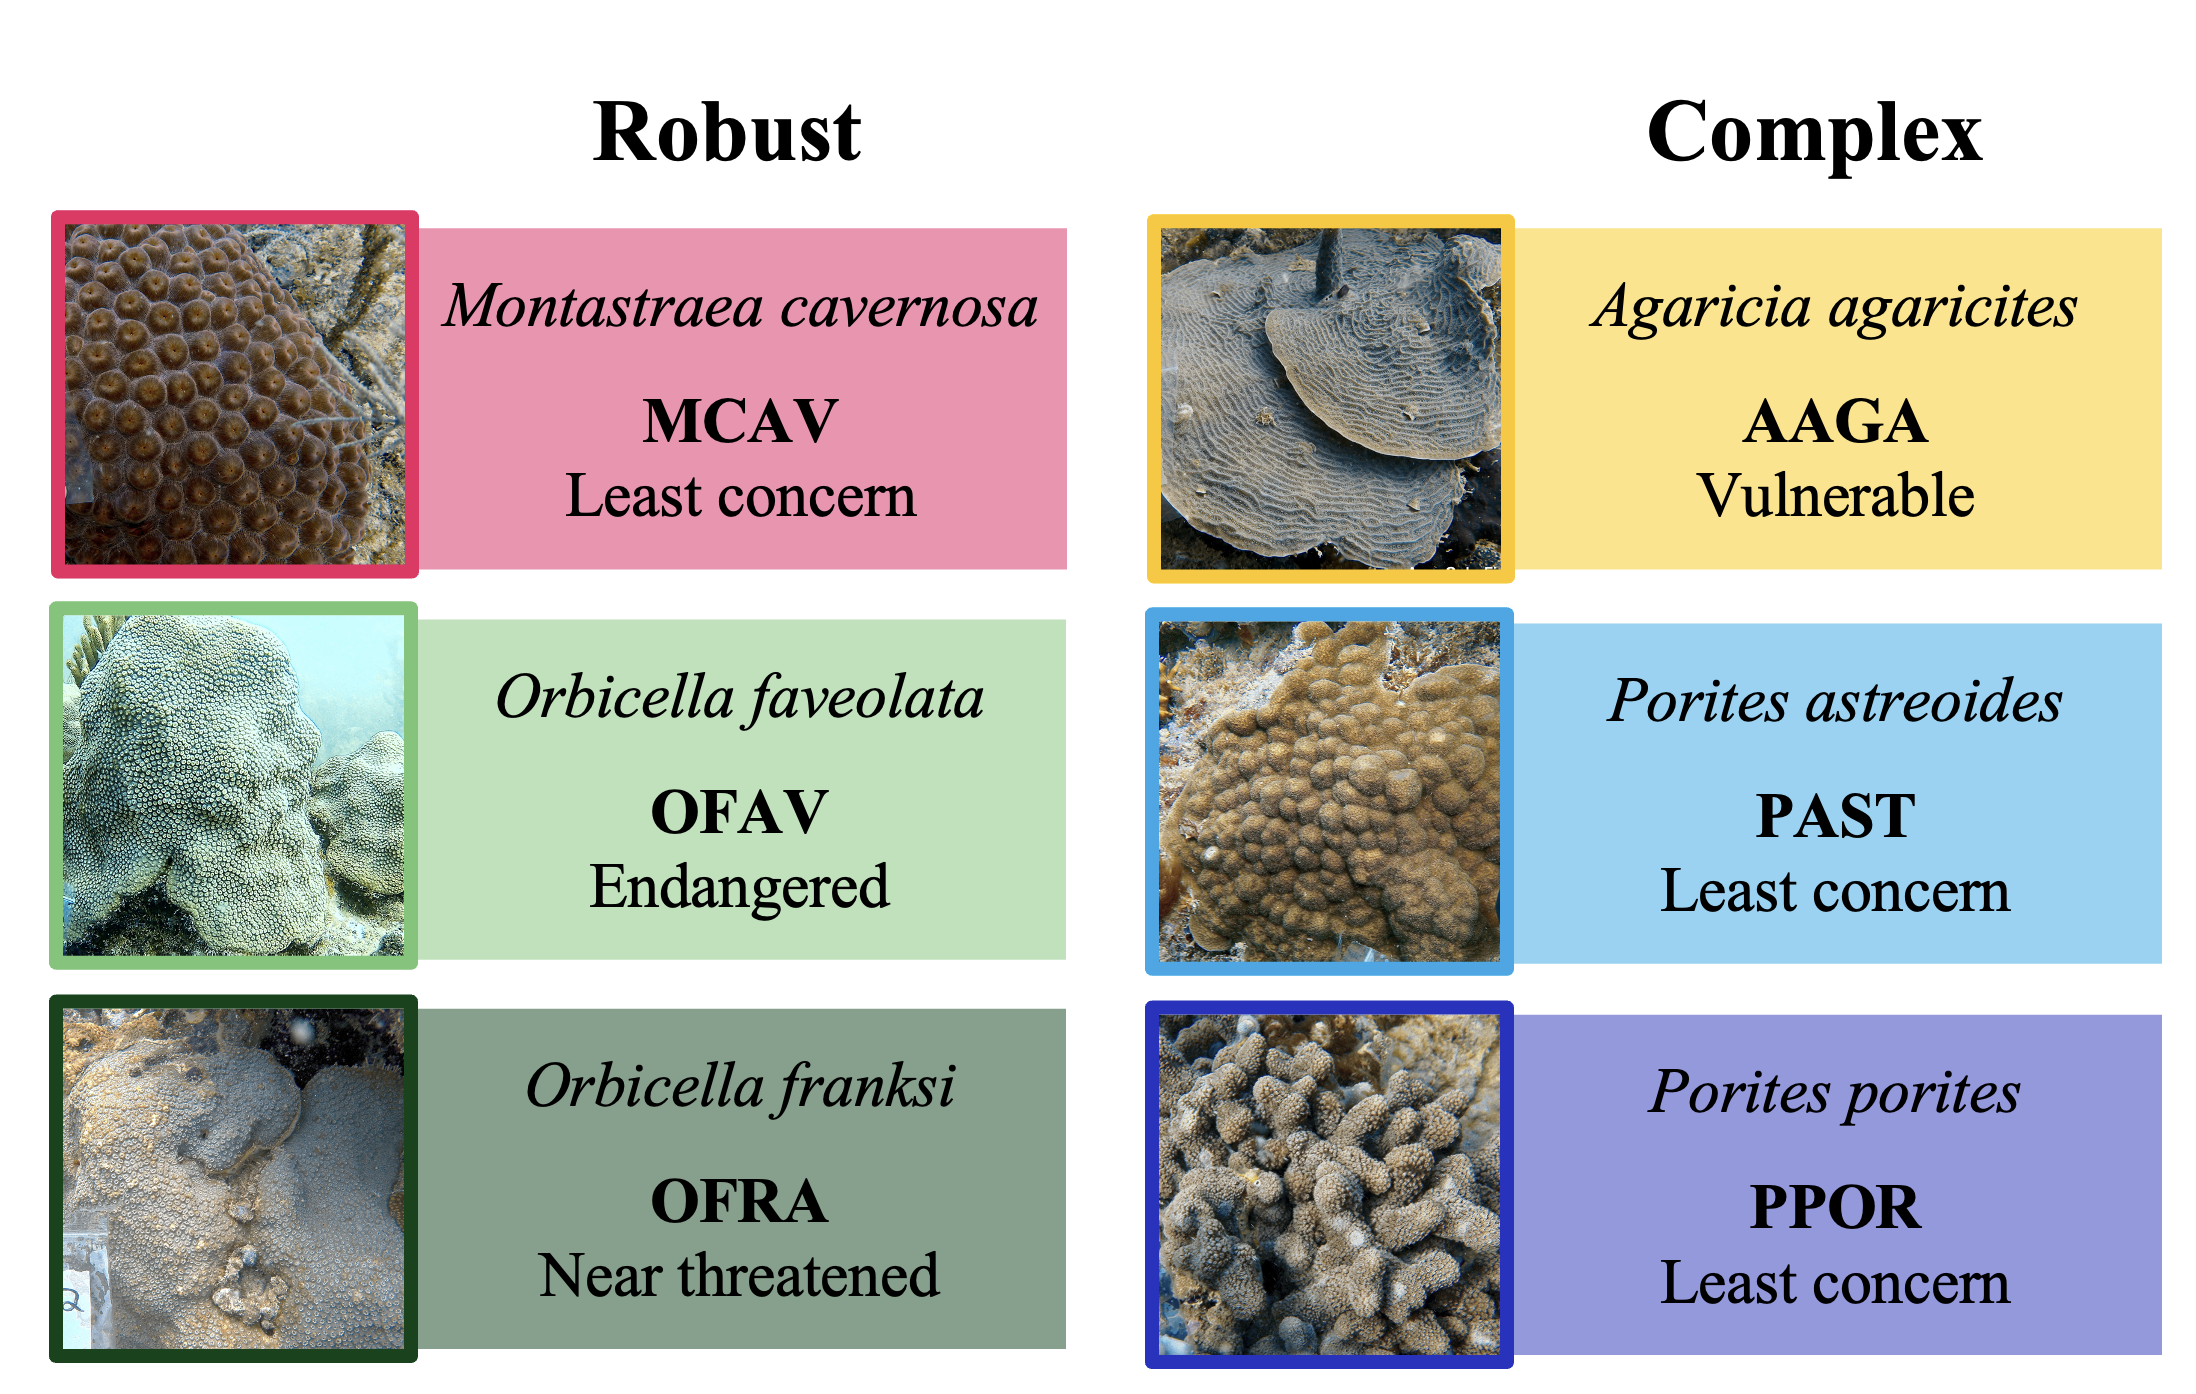 Robust
Montastraea cavernosa
MCAV
Least concern
Orbicella faveolata
OFAV
Endangered
Orbicella franksi
OFRA
Near threatened
2
Complex
Agaricia agaricites
AAGA
Vulnerable
Porites astreoides
PAST
Least concern
Porites porites
PPOR
Least concern